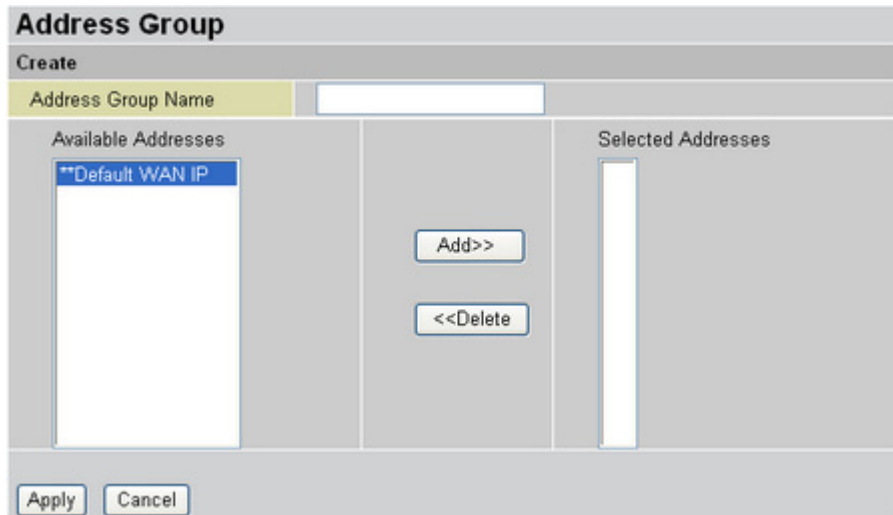 Address Group
Create
Address Group Name
Available Addresses
Selected Addresses
**Default WAN IP
Add>>
<<Delete
Apply
Cancel